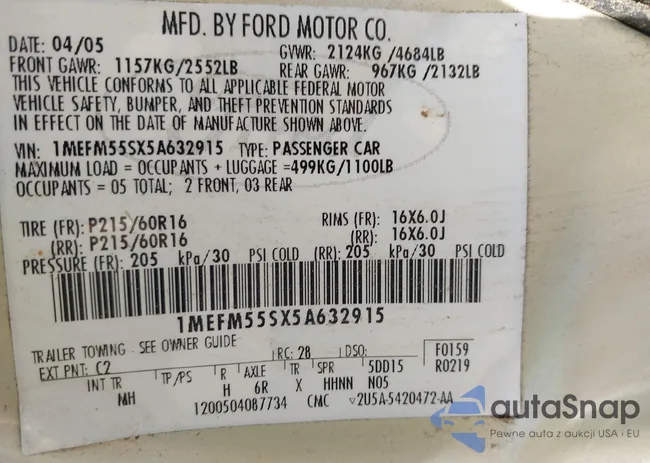 MFD. BY FORD MOTOR CO.
DATE: 04/05 GVWR: 2124KG /4684LB
FRONT GAWR: 1157KG/2552LB REAR GAWR: 967KG /2132LB
THIS VEHICLE CONFORMS TO ALL APPLICABLE FEDERAL MOTOR
VEHICLE SAFETY, BUMPER, AND THEFT PREVENTION STANDARDS
IN EFFECT ON THE DATE OF MANUFACTURE SHOWN ABOVE.
VIN: 1MEFM55SX5A632915 TYPE: PASSENGER CAR
MAXIMUM LOAD = OCCUPANTS + LUGGAGE =499KG/1100LB
OCCUPANTS = 05 TOTAL; 2 FRONT, 03 REAR
TIRE (FR): P215/60R16 RIMS (FR): 16X6.0J
(RR): P215/60R16 (RR): 16X6.0J
PRESSURE (FR): 205 kPa/30 PSI COLD (RR): 205 kPa/30 PSI COLD
1MEFM55SX5A632915
TRAILER TOWING - SEE OWNER GUIDE
EXT PNT: C2 RC: 28 DSO: F0159
R0219
INT TR TP/PS R AXLE TR SPR 5DD15
MH H 6R X HHNN N05
1200504087734 CMC ▽2U5A-5420472-AA
autaSnap
Pewne auta z aukcji USA i EU